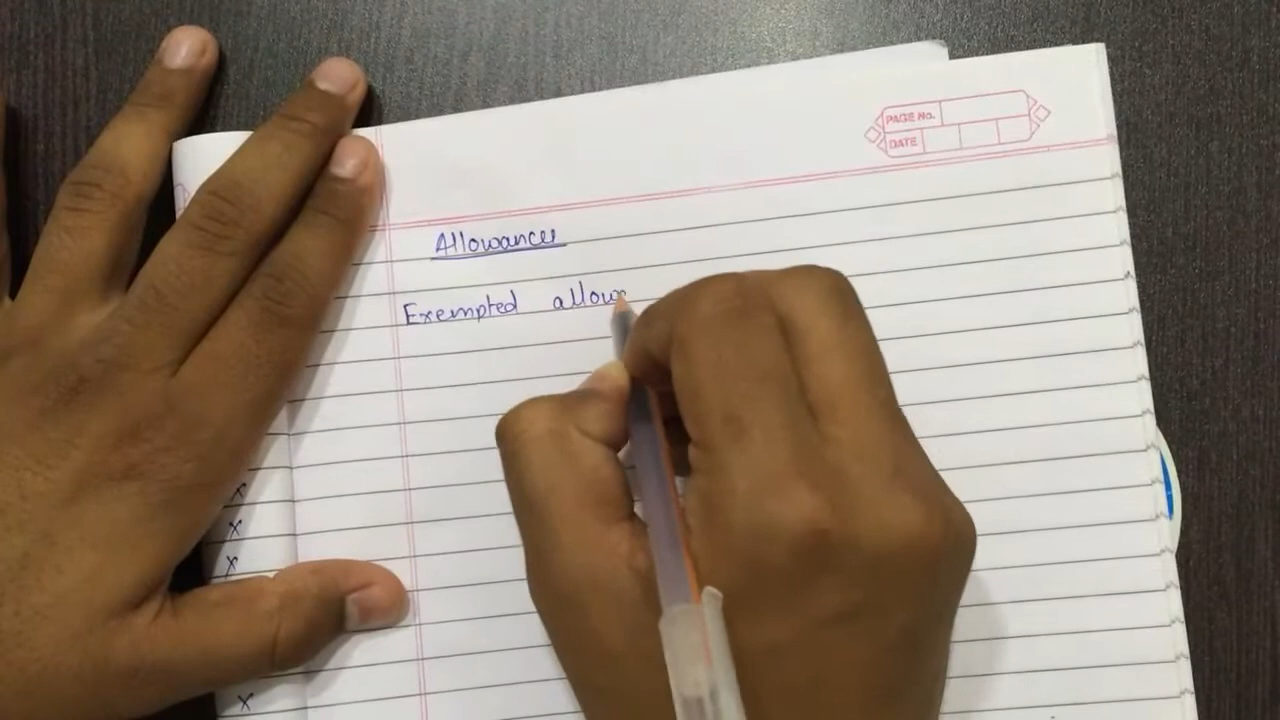 PAGE No.
DATE
Allowances
Exempted allow
x
x
x
x